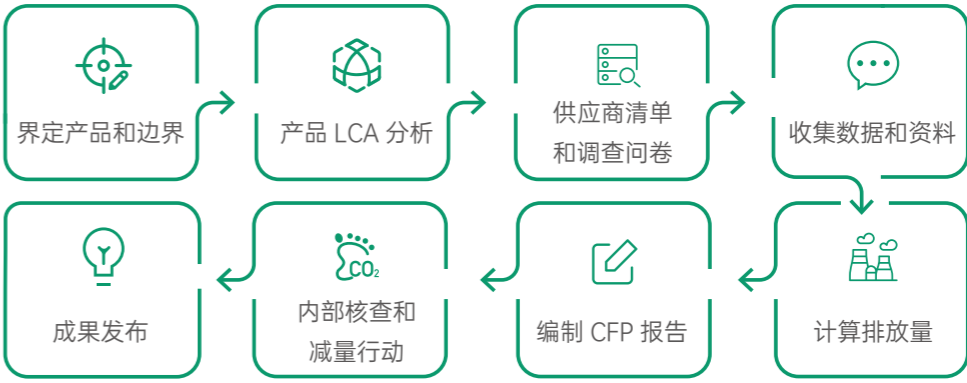 界定产品和边界
产品 LCA 分析
供应商清单
和调查问卷
收集数据和资料
计算排放量
编制 CFP 报告
CO₂
内部核查和
减量行动
成果发布